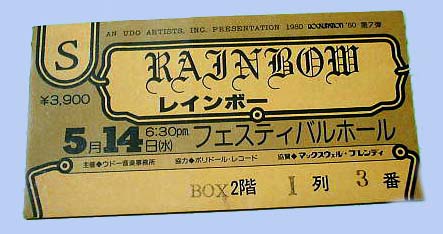 AN UDO ARTISTS, INC. PRESENTATION 1980 ROCKUPATION '80 第7弾
S
RAINBOW
¥3,900
レインボー
5月14日(水) 6:30pm フェスティバルホール
主催●ウドー音楽事務所 協力●ポリドール・レコード 協賛●マックスウェル・ブレンディ
BOX 2階 I 列 3 番